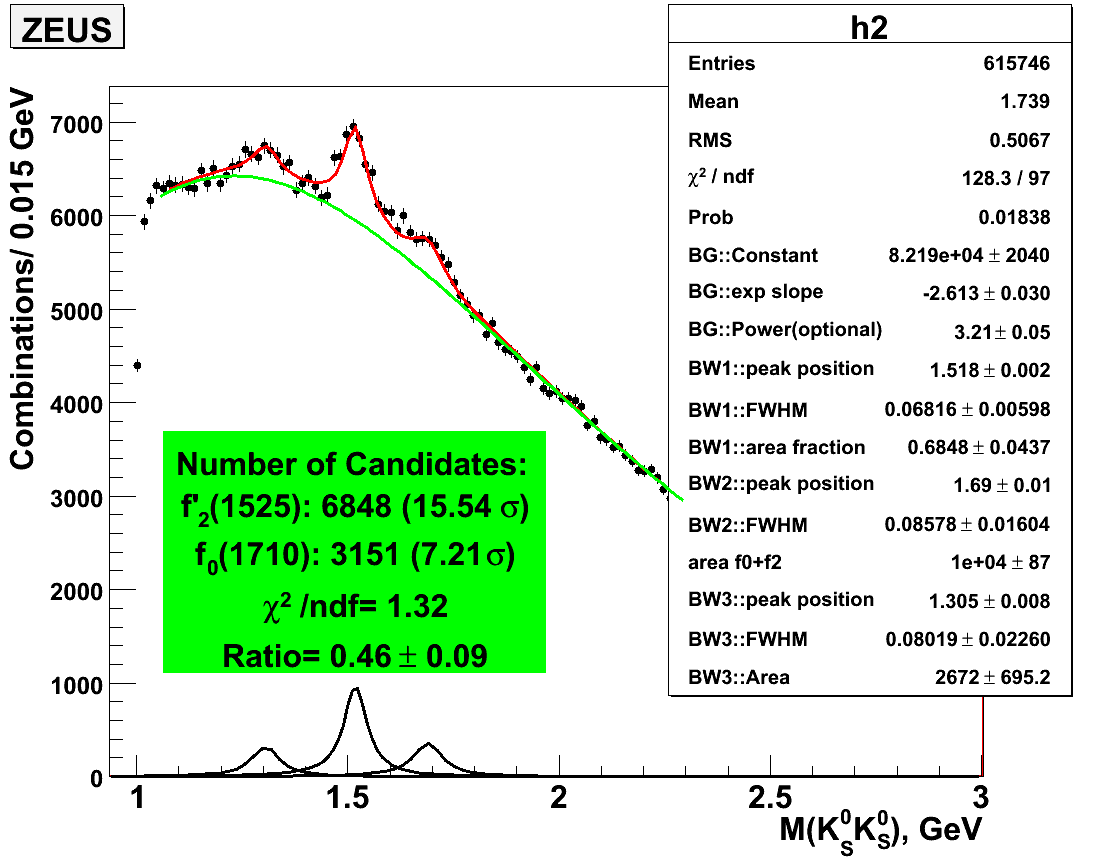 ZEUS
h2
Entries 615746
Mean 1.739
RMS 0.5067
χ² / ndf 128.3 / 97
Prob 0.01838
BG::Constant 8.219e+04 ± 2040
BG::exp slope -2.613 ± 0.030
BG::Power(optional) 3.21 ± 0.05
BW1::peak position 1.518 ± 0.002
BW1::FWHM 0.06816 ± 0.00598
BW1::area fraction 0.6848 ± 0.0437
BW2::peak position 1.69 ± 0.01
BW2::FWHM 0.08578 ± 0.01604
area f0+f2 1e+04 ± 87
BW3::peak position 1.305 ± 0.008
BW3::FWHM 0.08019 ± 0.02260
BW3::Area 2672 ± 695.2
Combinations/ 0.015 GeV
7000
6000
5000
4000
3000
2000
1000
0
Number of Candidates:
f'₂(1525): 6848 (15.54 σ)
f₀(1710): 3151 (7.21 σ)
χ² /ndf= 1.32
Ratio= 0.46 ± 0.09
1 1.5 2 2.5 3
M(K⁰_S K⁰_S), GeV